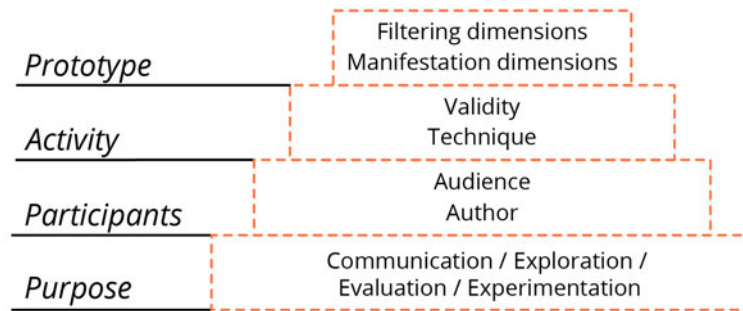 Prototype
Filtering dimensions
Manifestation dimensions
Activity
Validity
Technique
Participants
Audience
Author
Purpose
Communication / Exploration /
Evaluation / Experimentation